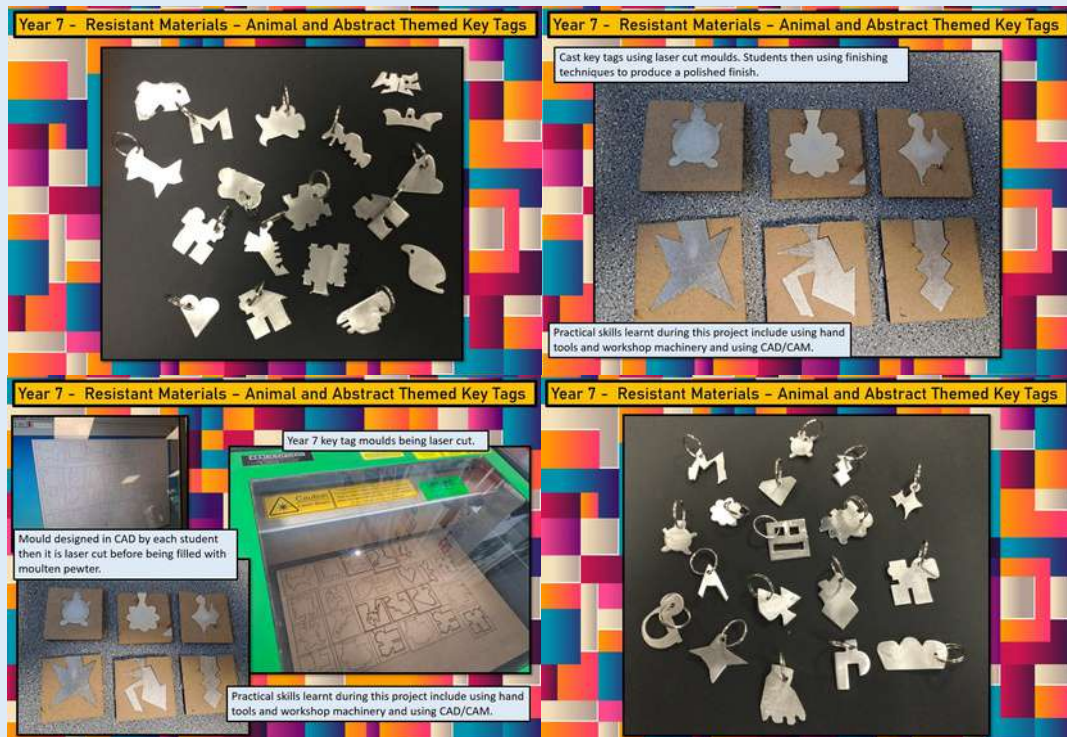 Year 7 - Resistant Materials – Animal and Abstract Themed Key Tags
Year 7 - Resistant Materials – Animal and Abstract Themed Key Tags
Cast key tags using laser cut moulds. Students then using finishing
techniques to produce a polished finish.
Practical skills learnt during this project include using hand
tools and workshop machinery and using CAD/CAM.
Year 7 - Resistant Materials – Animal and Abstract Themed Key Tags
Year 7 key tag moulds being laser cut.
Caution
Mould designed in CAD by each student
then it is laser cut before being filled with
moulten pewter.
Practical skills learnt during this project include using hand
tools and workshop machinery and using CAD/CAM.
Year 7 - Resistant Materials – Animal and Abstract Themed Key Tags